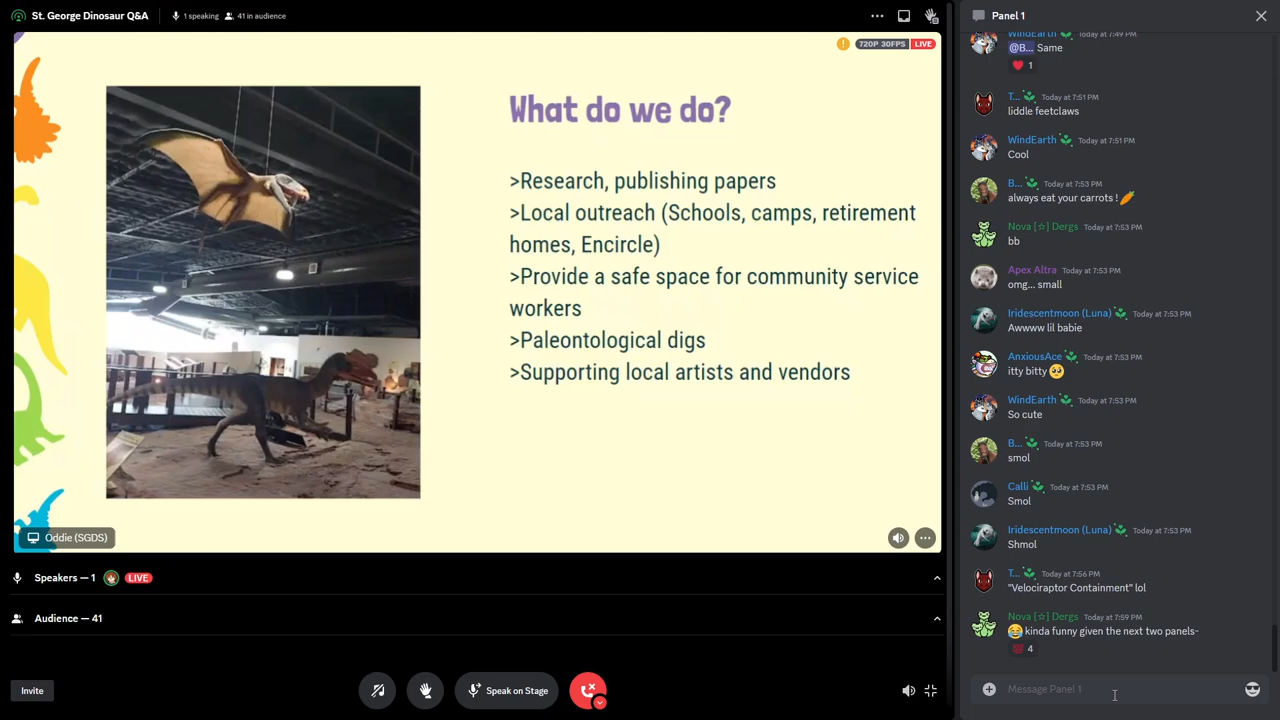 St. George Dinosaur Q&A
1 speaking
41 in audience
720P 30FPS
LIVE
What do we do?
>Research, publishing papers
>Local outreach (Schools, camps, retirement
homes, Encircle)
>Provide a safe space for community service
workers
>Paleontological digs
>Supporting local artists and vendors
Oddie (SGDS)
Speakers — 1
LIVE
Audience — 41
Invite
Speak on Stage
Panel 1
WindEarth Today at 7:49 PM
@B... Same
1
T... Today at 7:51 PM
liddle feetclaws
WindEarth Today at 7:51 PM
Cool
B... Today at 7:53 PM
always eat your carrots ! 🥕
Nova [☆] Dergs Today at 7:53 PM
bb
Apex Altra Today at 7:53 PM
omg... small
Iridescentmoon (Luna) Today at 7:53 PM
Awwww lil babie
AnxiousAce Today at 7:53 PM
itty bitty 🥺
WindEarth Today at 7:53 PM
So cute
B... Today at 7:53 PM
smol
Calli Today at 7:53 PM
Smol
Iridescentmoon (Luna) Today at 7:53 PM
Shmol
T... Today at 7:56 PM
"Velociraptor Containment" lol
Nova [☆] Dergs Today at 7:59 PM
😂 kinda funny given the next two panels-
4
Message Panel 1